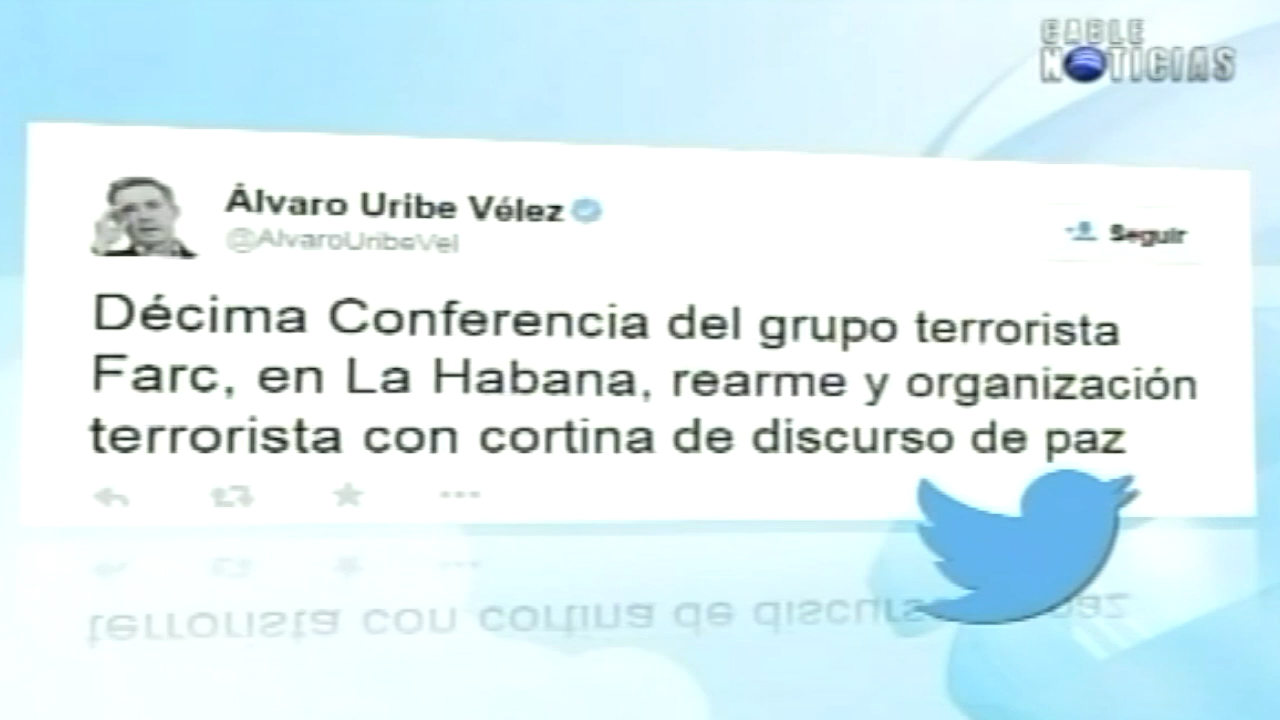 CABLE
NOTICIAS
Álvaro Uribe Vélez
@AlvaroUribeVel
Seguir
Décima Conferencia del grupo terrorista
Farc, en La Habana, rearme y organización
terrorista con cortina de discurso de paz